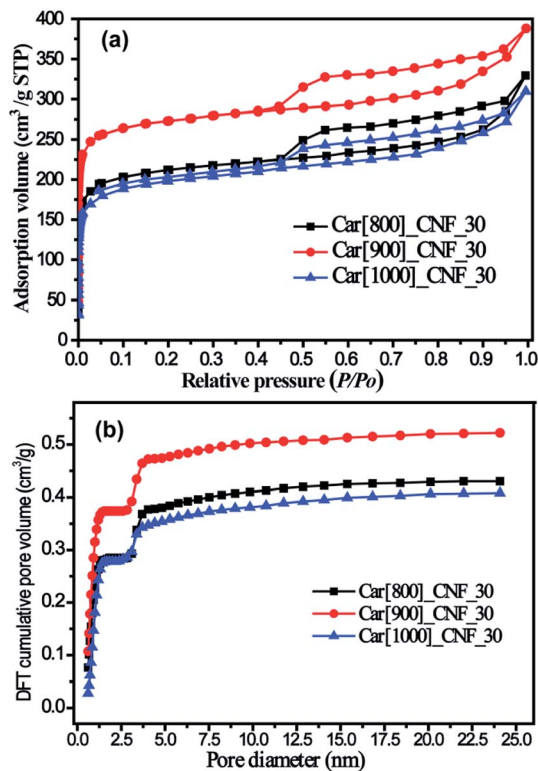 (a)
Adsorption volume (cm³/g STP)
400
350
300
250
200
150
100
50
0
Car[800]_CNF_30
Car[900]_CNF_30
Car[1000]_CNF_30
0.0 0.1 0.2 0.3 0.4 0.5 0.6 0.7 0.8 0.9 1.0
Relative pressure (P/Po)
(b)
DFT cumulative pore volume (cm³/g)
0.5
0.4
0.3
0.2
0.1
0.0
Car[800]_CNF_30
Car[900]_CNF_30
Car[1000]_CNF_30
0.0 2.5 5.0 7.5 10.0 12.5 15.0 17.5 20.0 22.5 25.0
Pore diameter (nm)